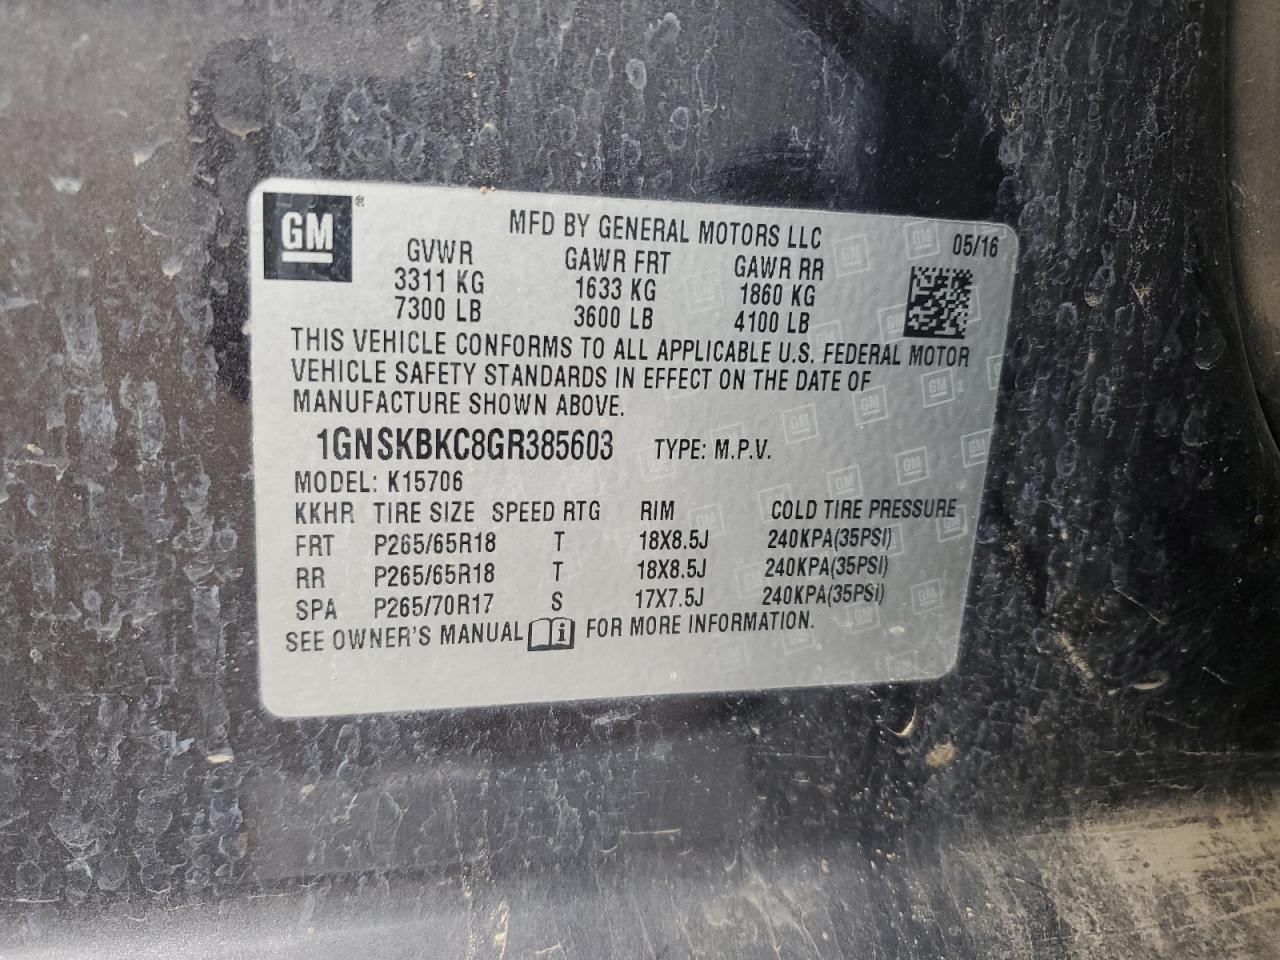 GM ®
MFD BY GENERAL MOTORS LLC 05/16
GVWR GAWR FRT GAWR RR
3311 KG 1633 KG 1860 KG
7300 LB 3600 LB 4100 LB
THIS VEHICLE CONFORMS TO ALL APPLICABLE U.S. FEDERAL MOTOR
VEHICLE SAFETY STANDARDS IN EFFECT ON THE DATE OF
MANUFACTURE SHOWN ABOVE.
1GNSKBKC8GR385603 TYPE: M.P.V.
MODEL: K15706
KKHR TIRE SIZE SPEED RTG RIM COLD TIRE PRESSURE
FRT P265/65R18 T 18X8.5J 240KPA(35PSI)
RR P265/65R18 T 18X8.5J 240KPA(35PSI)
SPA P265/70R17 S 17X7.5J 240KPA(35PSI)
SEE OWNER'S MANUAL i FOR MORE INFORMATION.